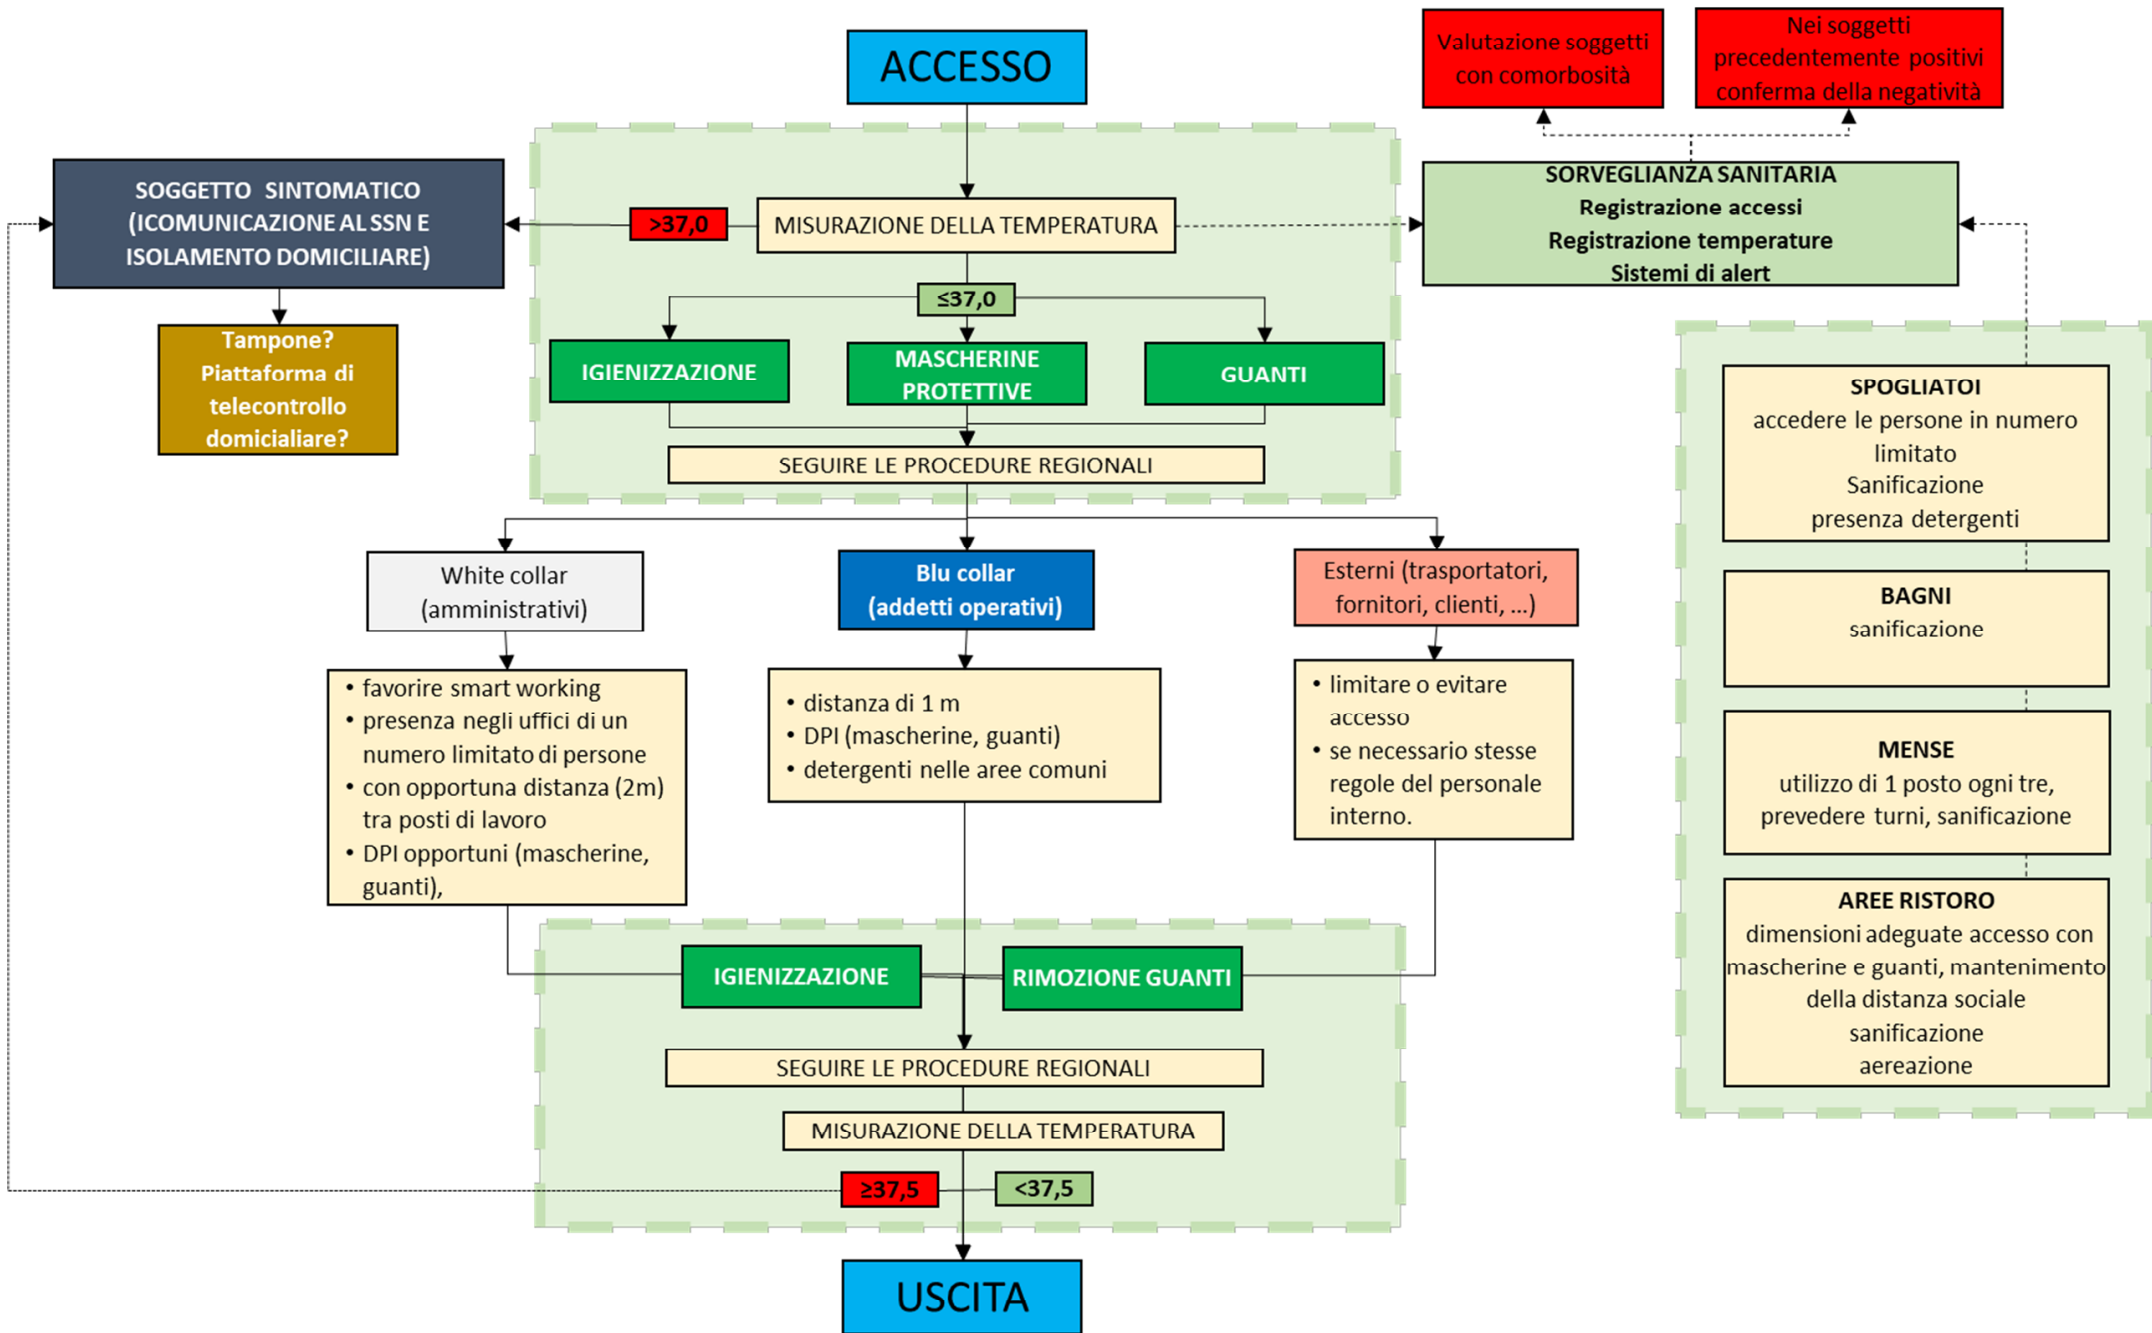 ACCESSO
Valutazione soggetti
con comorbosità
Nei soggetti
precedentemente positivi
conferma della negatività
SOGGETTO SINTOMATICO
(ICOMUNICAZIONE AL SSN E
ISOLAMENTO DOMICILIARE)
>37,0
MISURAZIONE DELLA TEMPERATURA
SORVEGLIANZA SANITARIA
Registrazione accessi
Registrazione temperature
Sistemi di alert
≤37,0
Tampone?
Piattaforma di
telecontrollo
domicialiare?
IGIENIZZAZIONE
MASCHERINE
PROTETTIVE
GUANTI
SEGUIRE LE PROCEDURE REGIONALI
SPOGLIATOI
accedere le persone in numero
limitato
Sanificazione
presenza detergenti
White collar
(amministrativi)
Blu collar
(addetti operativi)
Esterni (trasportatori,
fornitori, clienti, ...)
BAGNI
sanificazione
• favorire smart working
• presenza negli uffici di un
numero limitato di persone
• con opportuna distanza (2m)
tra posti di lavoro
• DPI opportuni (mascherine,
guanti),
• distanza di 1 m
• DPI (mascherine, guanti)
• detergenti nelle aree comuni
• limitare o evitare
accesso
• se necessario stesse
regole del personale
interno.
MENSE
utilizzo di 1 posto ogni tre,
prevedere turni, sanificazione
AREE RISTORO
dimensioni adeguate accesso con
mascherine e guanti, mantenimento
della distanza sociale
sanificazione
aereazione
IGIENIZZAZIONE
RIMOZIONE GUANTI
SEGUIRE LE PROCEDURE REGIONALI
MISURAZIONE DELLA TEMPERATURA
≥37,5
<37,5
USCITA